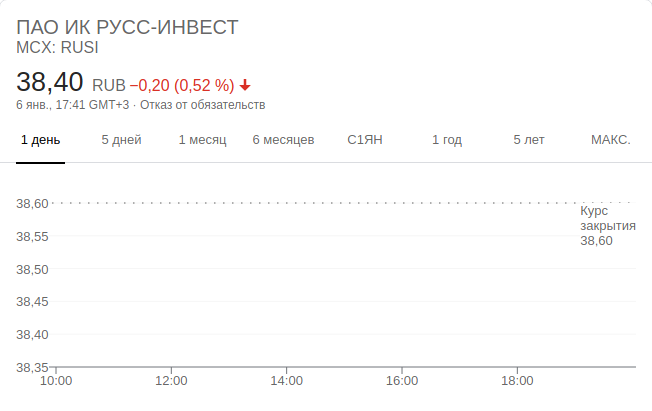 ПАО ИК РУСС-ИНВЕСТ
MCX: RUSI
38,40 RUB −0,20 (0,52 %)
6 янв., 17:41 GMT+3 · Отказ от обязательств
1 день 5 дней 1 месяц 6 месяцев С1ЯН 1 год 5 лет МАКС.
38,60
Курс
закрытия
38,60
38,55
38,50
38,45
38,40
38,35
10:00 12:00 14:00 16:00 18:00